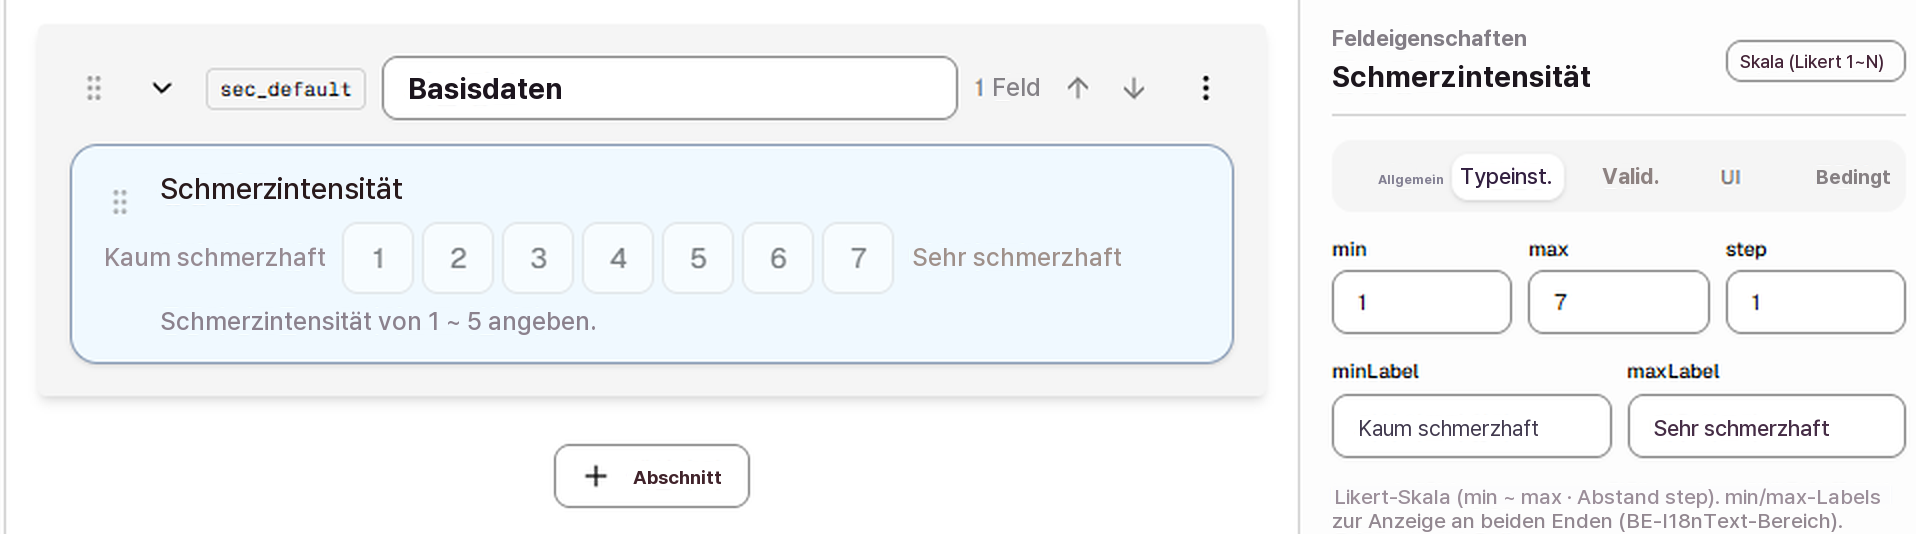 sec_default
Basisdaten
1 Feld
Schmerzintensität
Kaum schmerzhaft 1 2 3 4 5 6 7 Sehr schmerzhaft
Schmerzintensität von 1 ~ 5 angeben.
+ Abschnitt
Feldeigenschaften
Schmerzintensität
Skala (Likert 1~N)
Allgemein Typeinst. Valid. UI Bedingt
min max step
1 7 1
minLabel maxLabel
Kaum schmerzhaft Sehr schmerzhaft
Likert-Skala (min ~ max · Abstand step). min/max-Labels
zur Anzeige an beiden Enden (BE-I18nText-Bereich).